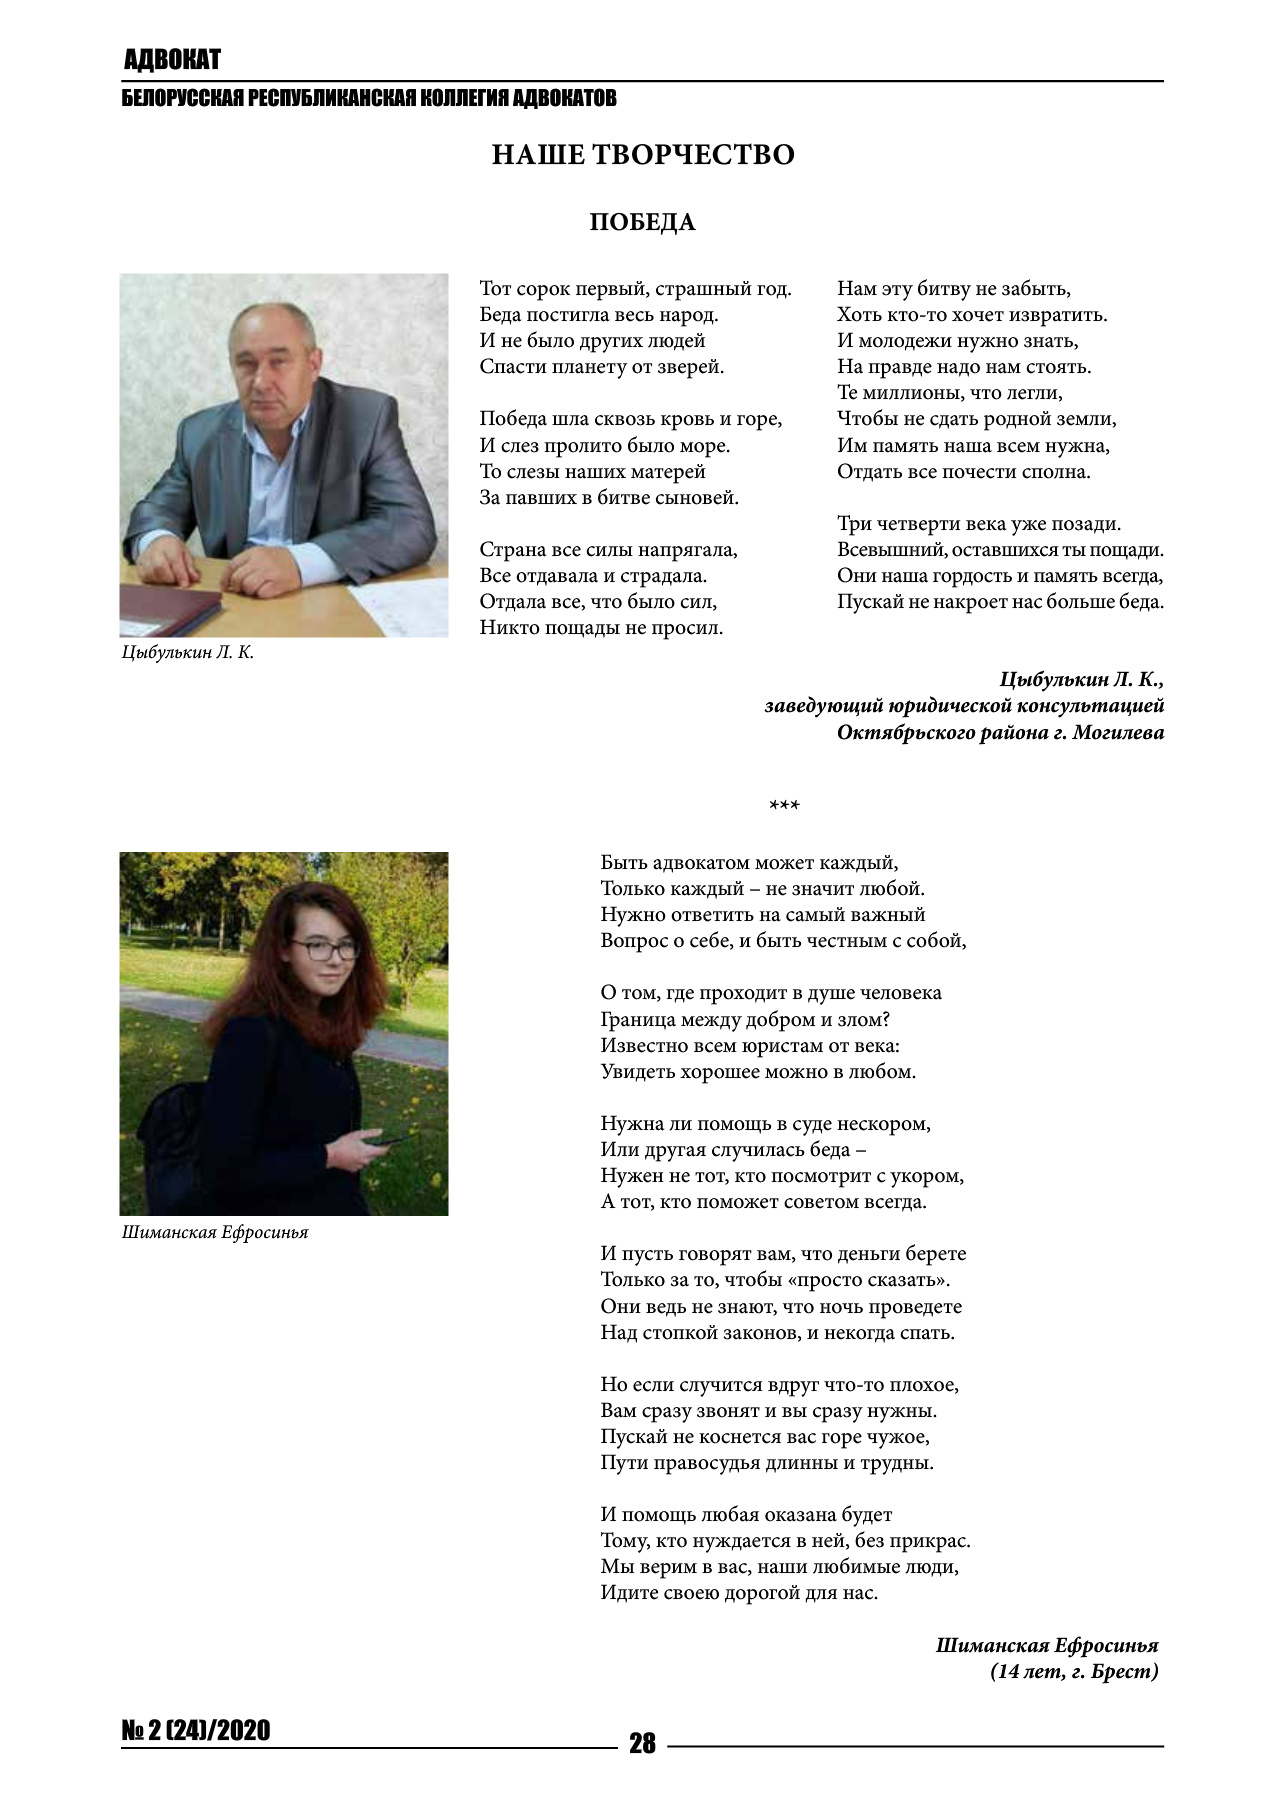 АДВОКАТ
БЕЛОРУССКАЯ РЕСПУБЛИКАНСКАЯ КОЛЛЕГИЯ АДВОКАТОВ
НАШЕ ТВОРЧЕСТВО
ПОБЕДА
Тот сорок первый, страшный год.
Беда постигла весь народ.
И не было других людей
Спасти планету от зверей.
Победа шла сквозь кровь и горе,
И слез пролито было море.
То слезы наших матерей
За павших в битве сыновей.
Страна все силы напрягала,
Все отдавала и страдала.
Отдала все, что было сил,
Никто пощады не просил.
Нам эту битву не забыть,
Хоть кто-то хочет извратить.
И молодежи нужно знать,
На правде надо нам стоять.
Те миллионы, что легли,
Чтобы не сдать родной земли,
Им память наша всем нужна,
Отдать все почести сполна.
Три четверти века уже позади.
Всевышний, оставшихся ты пощади.
Они наша гордость и память всегда,
Пускай не накроет нас больше беда.
Цыбулькин Л. К.
Цыбулькин Л. К.,
заведующий юридической консультацией
Октябрьского района г. Могилева
***
Быть адвокатом может каждый,
Только каждый – не значит любой.
Нужно ответить на самый важный
Вопрос о себе, и быть честным с собой,
О том, где проходит в душе человека
Граница между добром и злом?
Известно всем юристам от века:
Увидеть хорошее можно в любом.
Нужна ли помощь в суде нескором,
Или другая случилась беда –
Нужен не тот, кто посмотрит с укором,
А тот, кто поможет советом всегда.
И пусть говорят вам, что деньги берете
Только за то, чтобы «просто сказать».
Они ведь не знают, что ночь проведете
Над стопкой законов, и некогда спать.
Но если случится вдруг что-то плохое,
Вам сразу звонят и вы сразу нужны.
Пускай не коснется вас горе чужое,
Пути правосудья длинны и трудны.
И помощь любая оказана будет
Тому, кто нуждается в ней, без прикрас.
Мы верим в вас, наши любимые люди,
Идите своею дорогой для нас.
Шиманская Ефросинья
Шиманская Ефросинья
(14 лет, г. Брест)
№ 2 (24)/2020
28